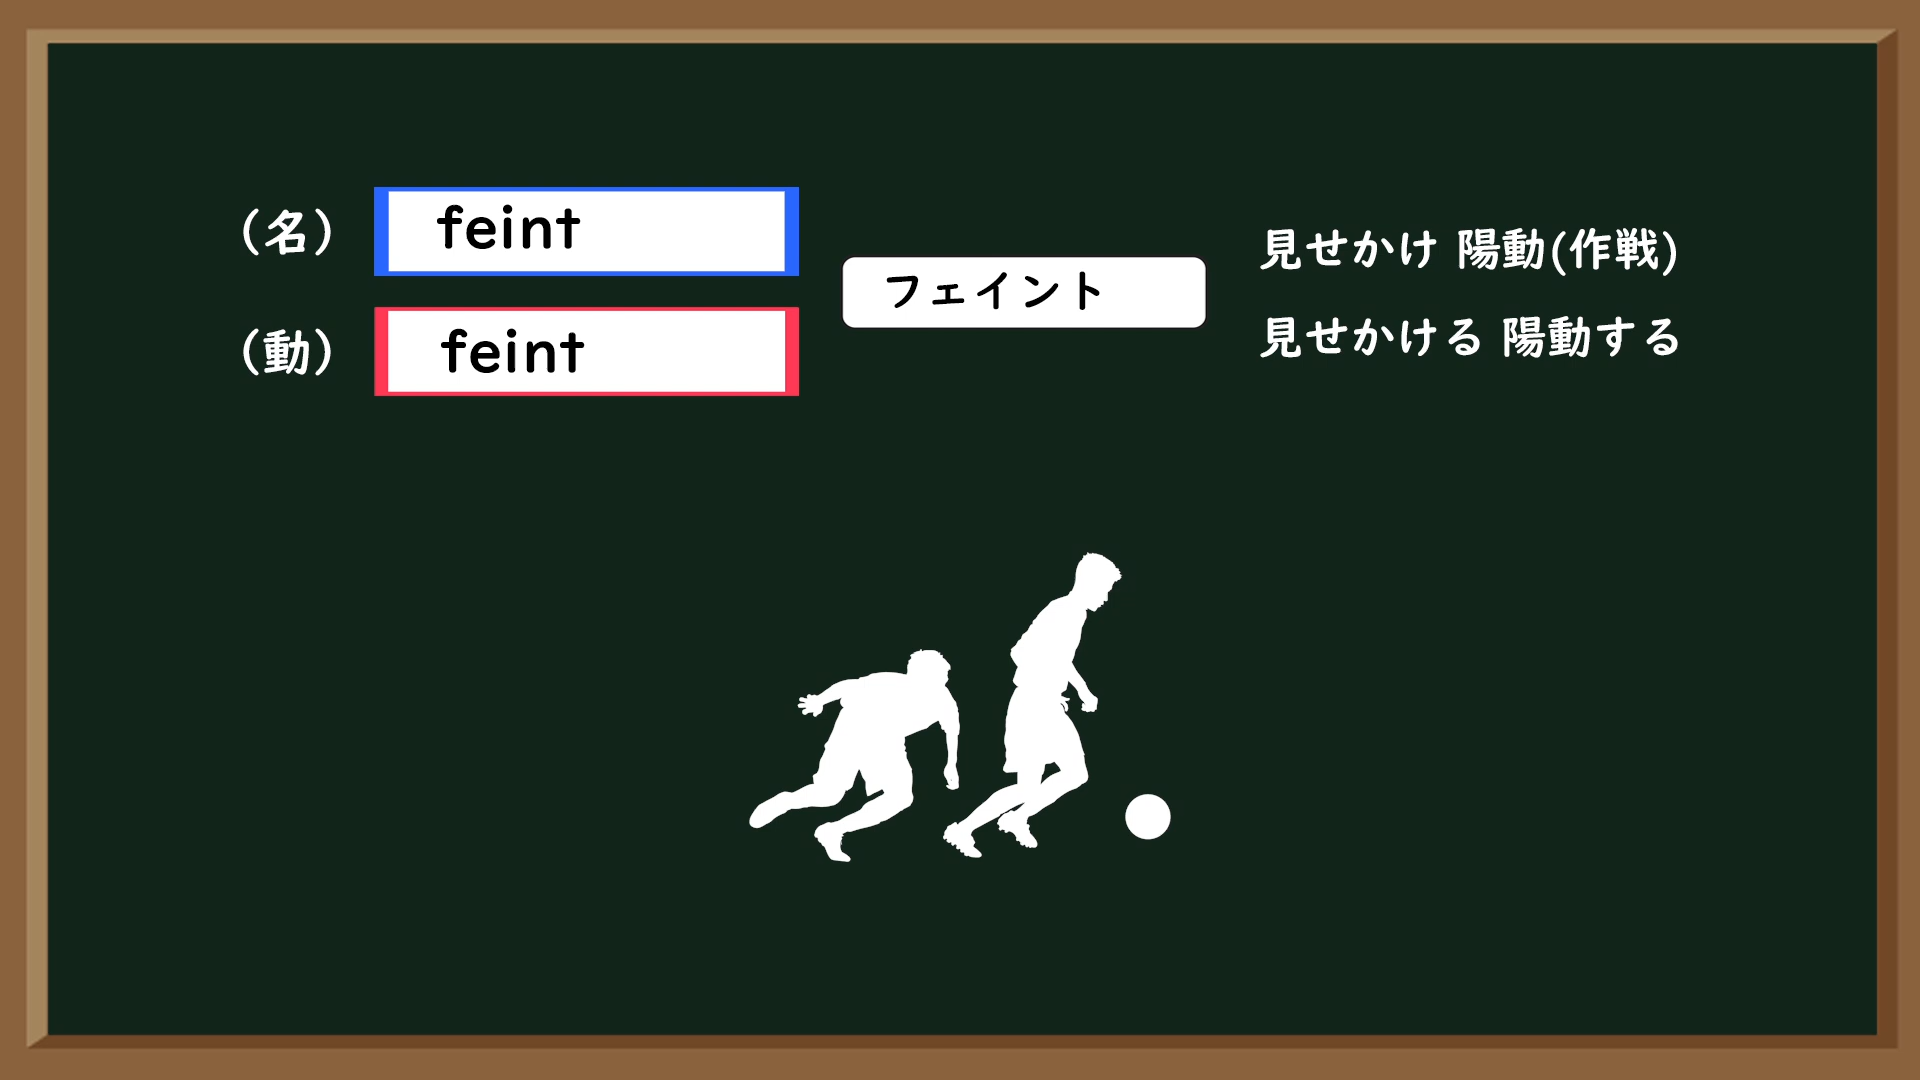 （名） feint
（動） feint
フェイント
見せかけ 陽動(作戦)
見せかける 陽動する